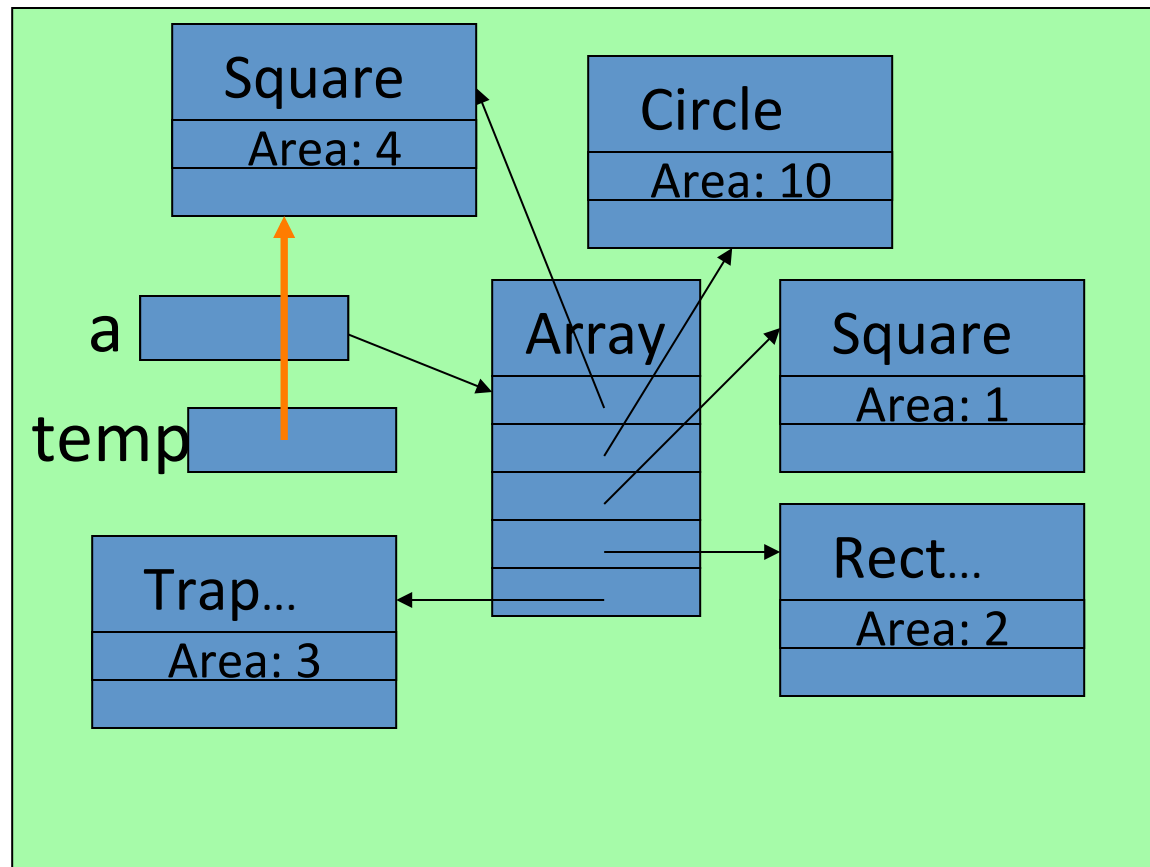 Square
Area: 4
Circle
Area: 10
a
Array
Square
Area: 1
temp
Trap...
Area: 3
Rect...
Area: 2